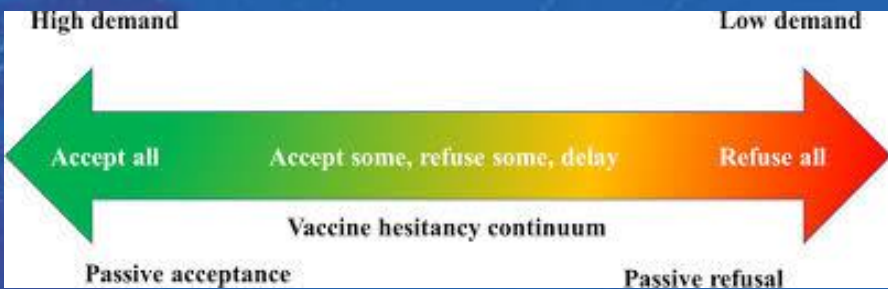 High demand Low demand
Accept all Accept some, refuse some, delay Refuse all
Vaccine hesitancy continuum
Passive acceptance Passive refusal